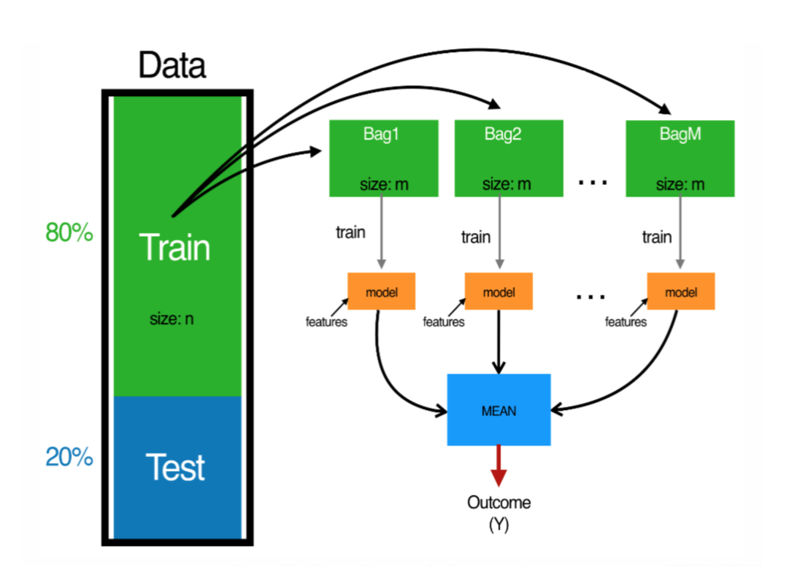 Data
80%
Train
size: n
20%
Test
Bag1
size: m
Bag2
size: m
...
BagM
size: m
train
train
train
model
model
...
model
features
features
features
MEAN
Outcome
(Y)